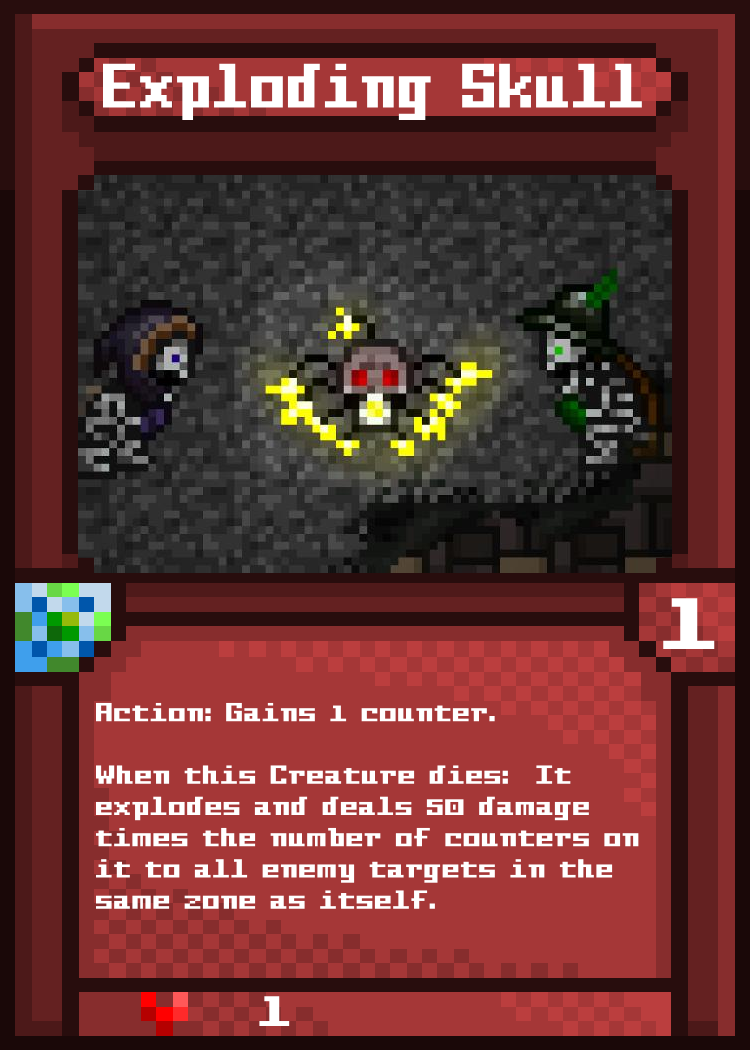 Exploding Skull
1
Action: Gains 1 counter.
When this Creature dies:  It
explodes and deals 50 damage
times the number of counters on
it to all enemy targets in the
same zone as itself.
1